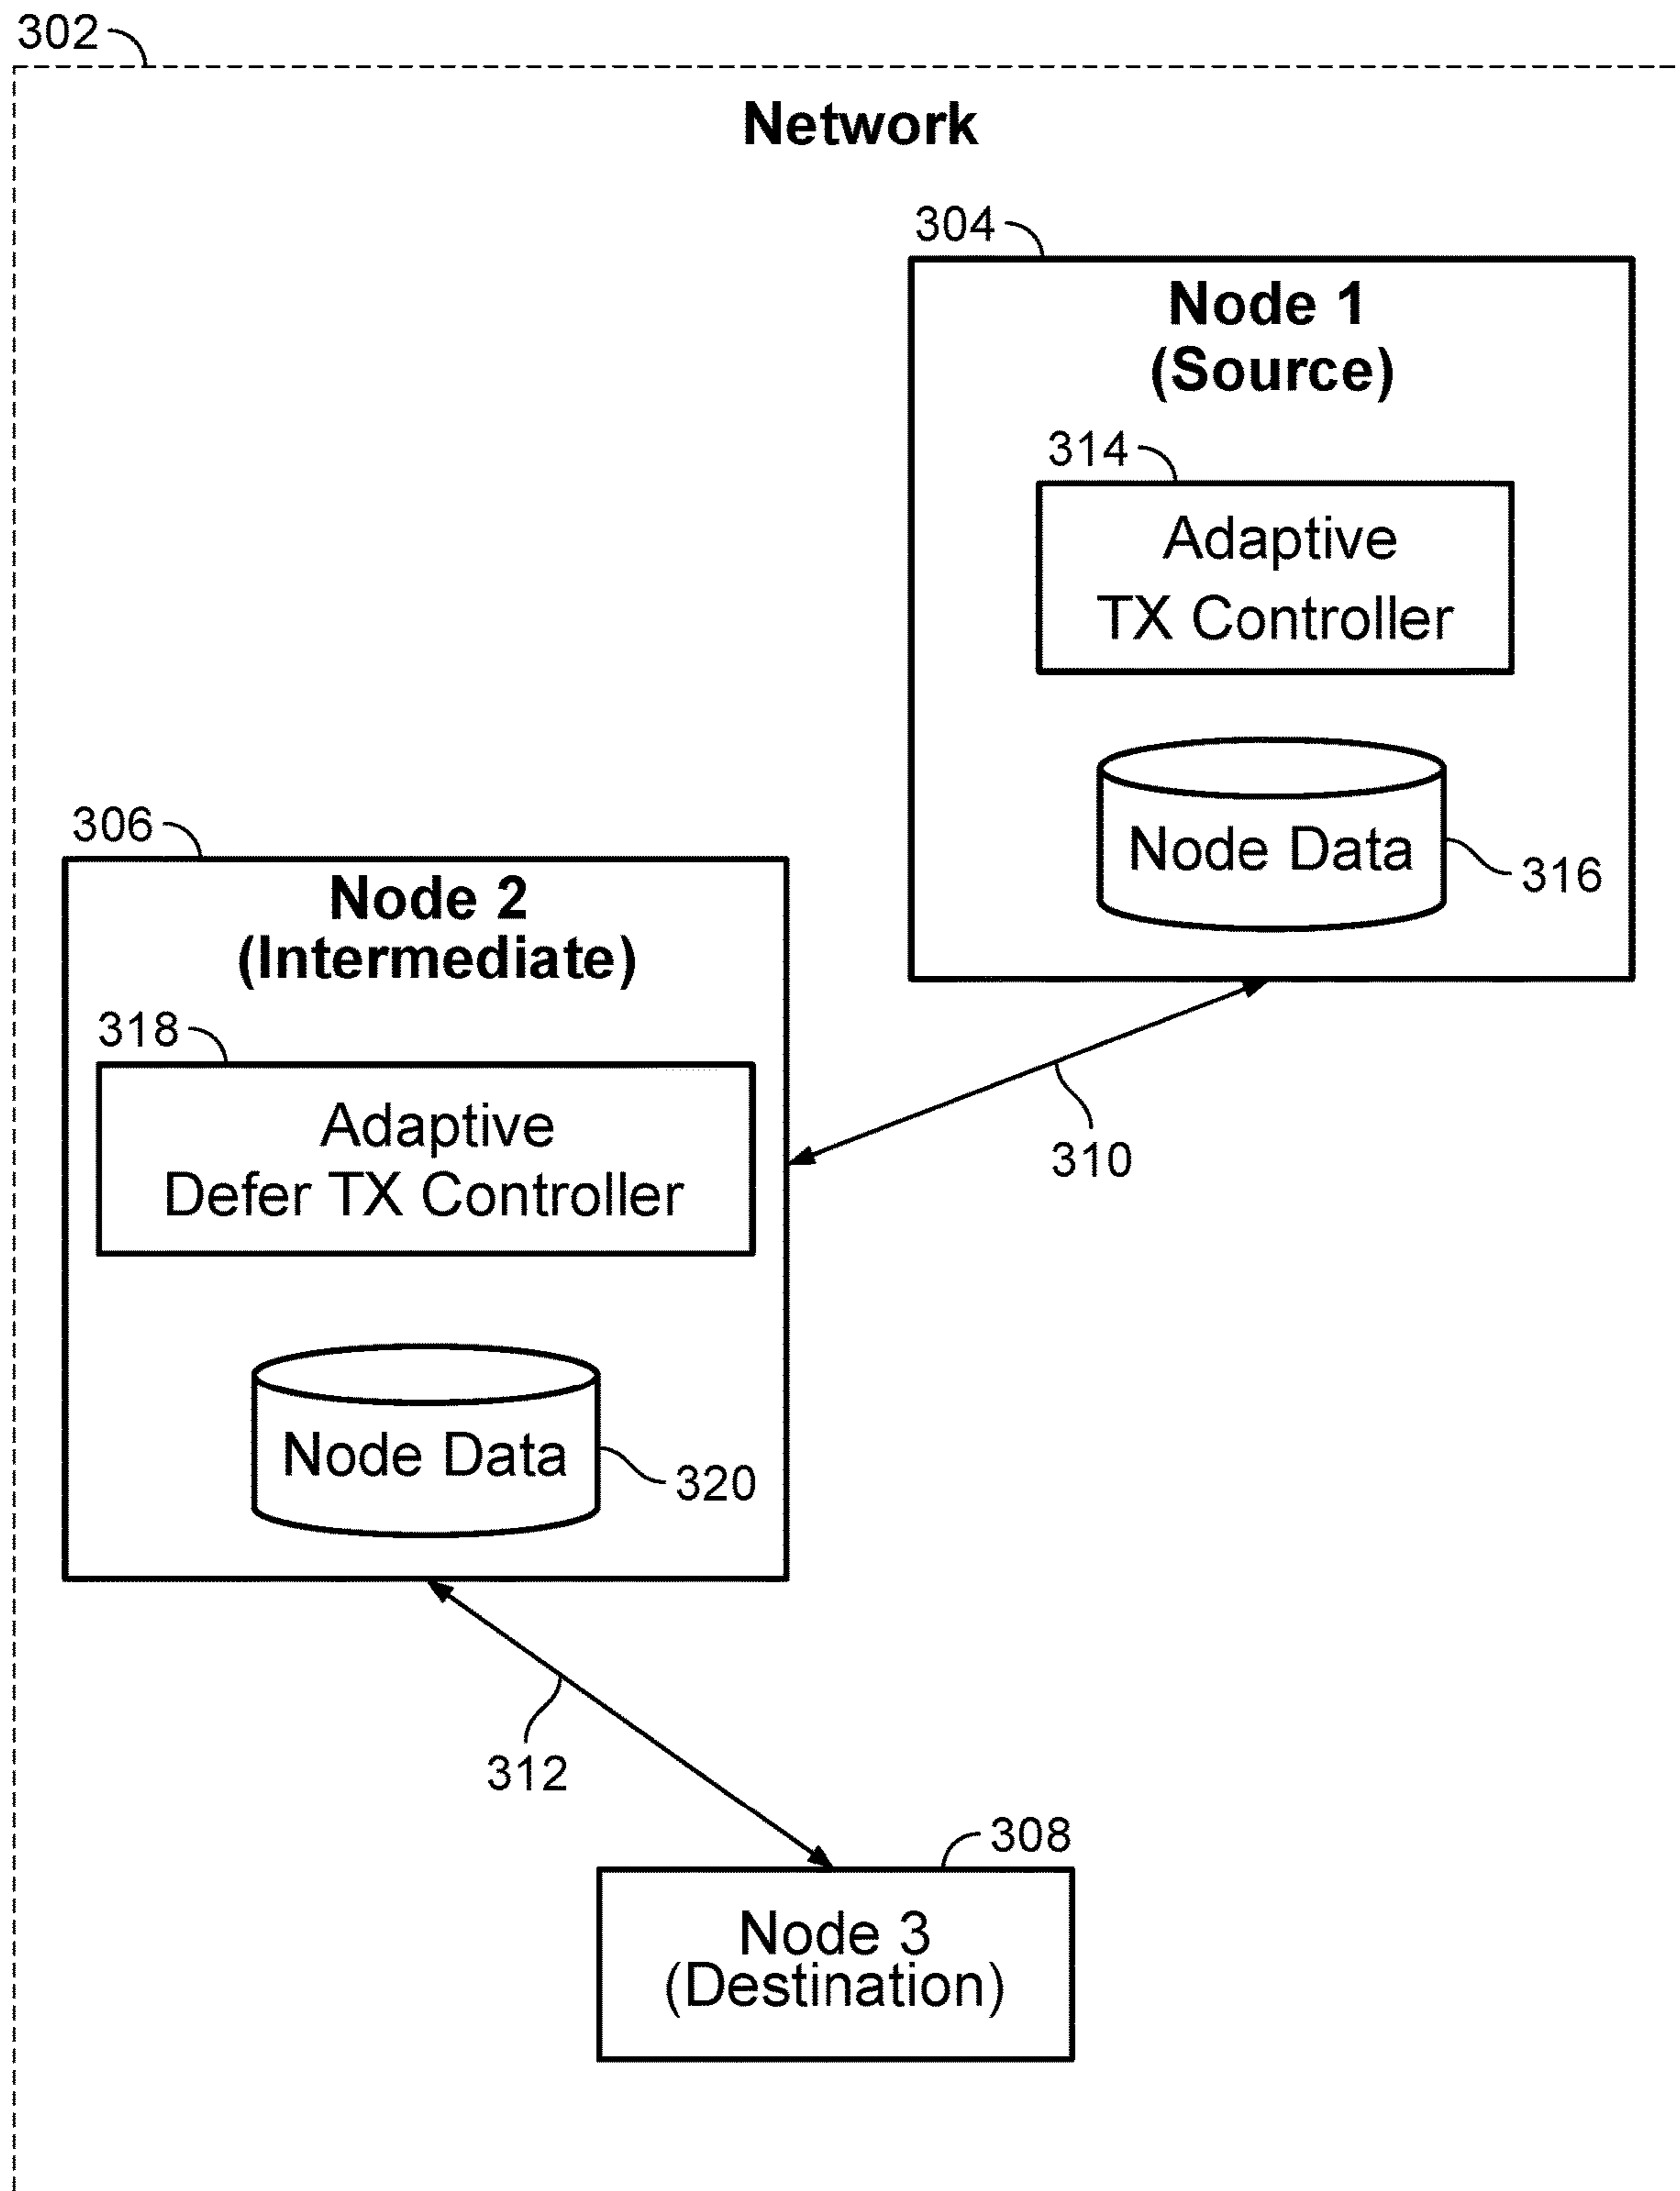 302
Network
304
Node 1
(Source)
314
Adaptive
TX Controller
Node Data
316
306
Node 2
(Intermediate)
318
Adaptive
Defer TX Controller
310
Node Data
320
312
308
Node 3
(Destination)